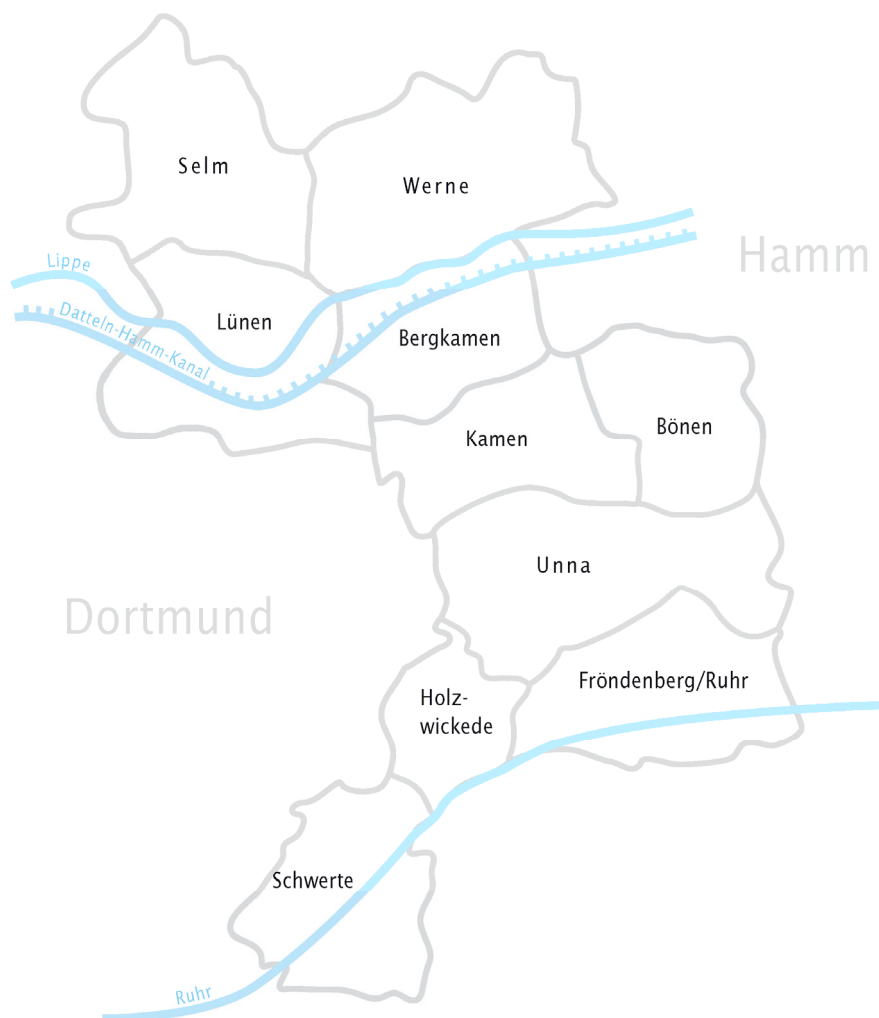 Selm
Werne
Hamm
Lippe
Datteln-Hamm-Kanal
Lünen
Bergkamen
Kamen
Bönen
Unna
Dortmund
Holz-
wickede
Fröndenberg/Ruhr
Schwerte
Ruhr